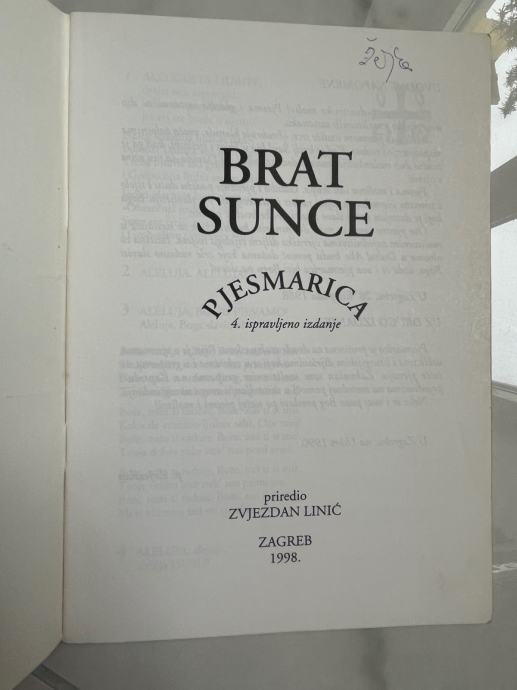 BRAT
SUNCE
PJESMARICA
4. ispravljeno izdanje
priredio
ZVJEZDAN LINIĆ
ZAGREB
1998.